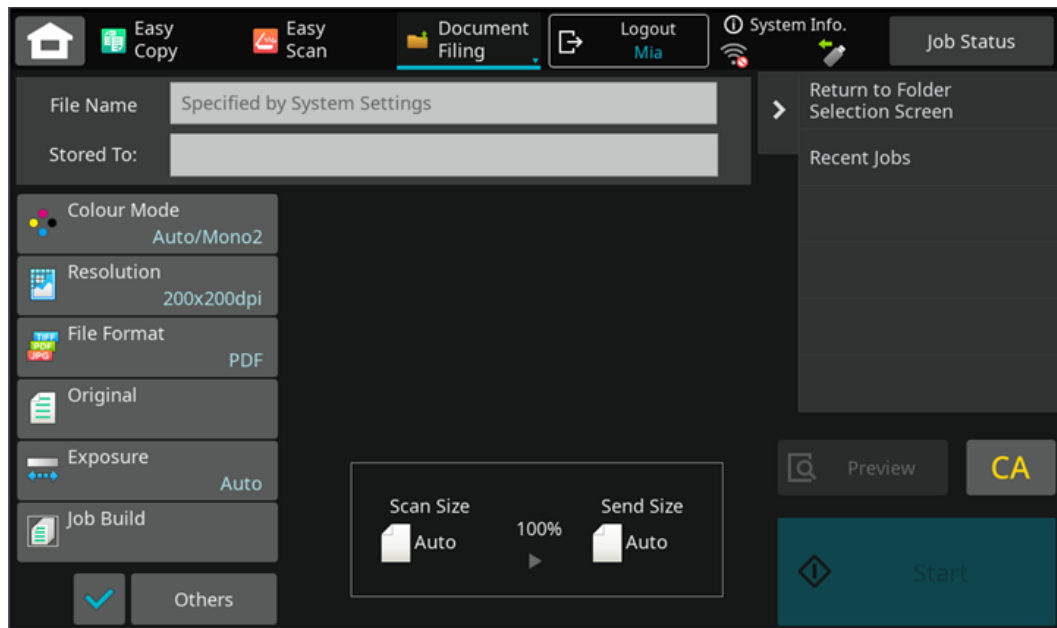 Easy
Copy
Easy
Scan
Document
Filing
Logout
Mia
System Info.
Job Status
File Name
Specified by System Settings
Stored To:
Return to Folder
Selection Screen
Recent Jobs
Colour Mode
Auto/Mono2
Resolution
200x200dpi
TIFF
PDF
JPG
File Format
PDF
Original
Exposure
Auto
Job Build
Others
Scan Size
Auto
100%
Send Size
Auto
Preview
CA
Start